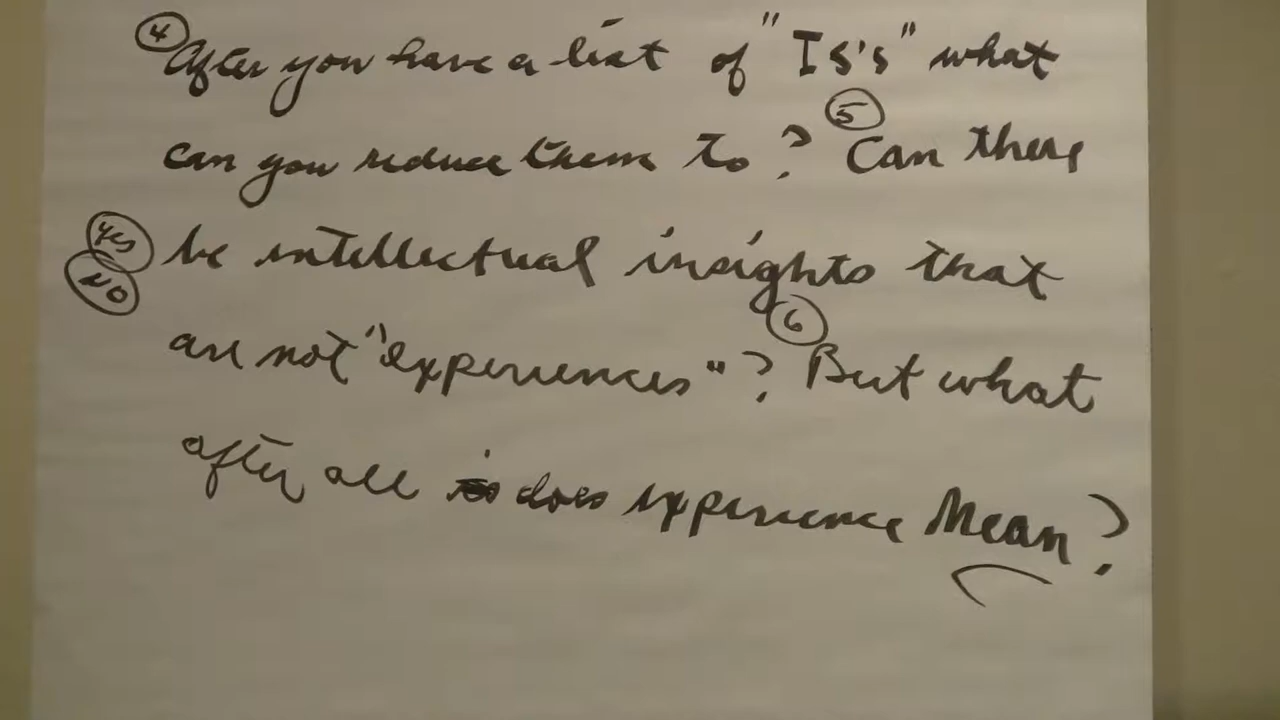 ④ After you have a list of "Is's" what
can you reduce them to? ⑤ Can there
Yes be intellectual insights that
No
are not "experiences"? ⑥ But what
after all does experience Mean?